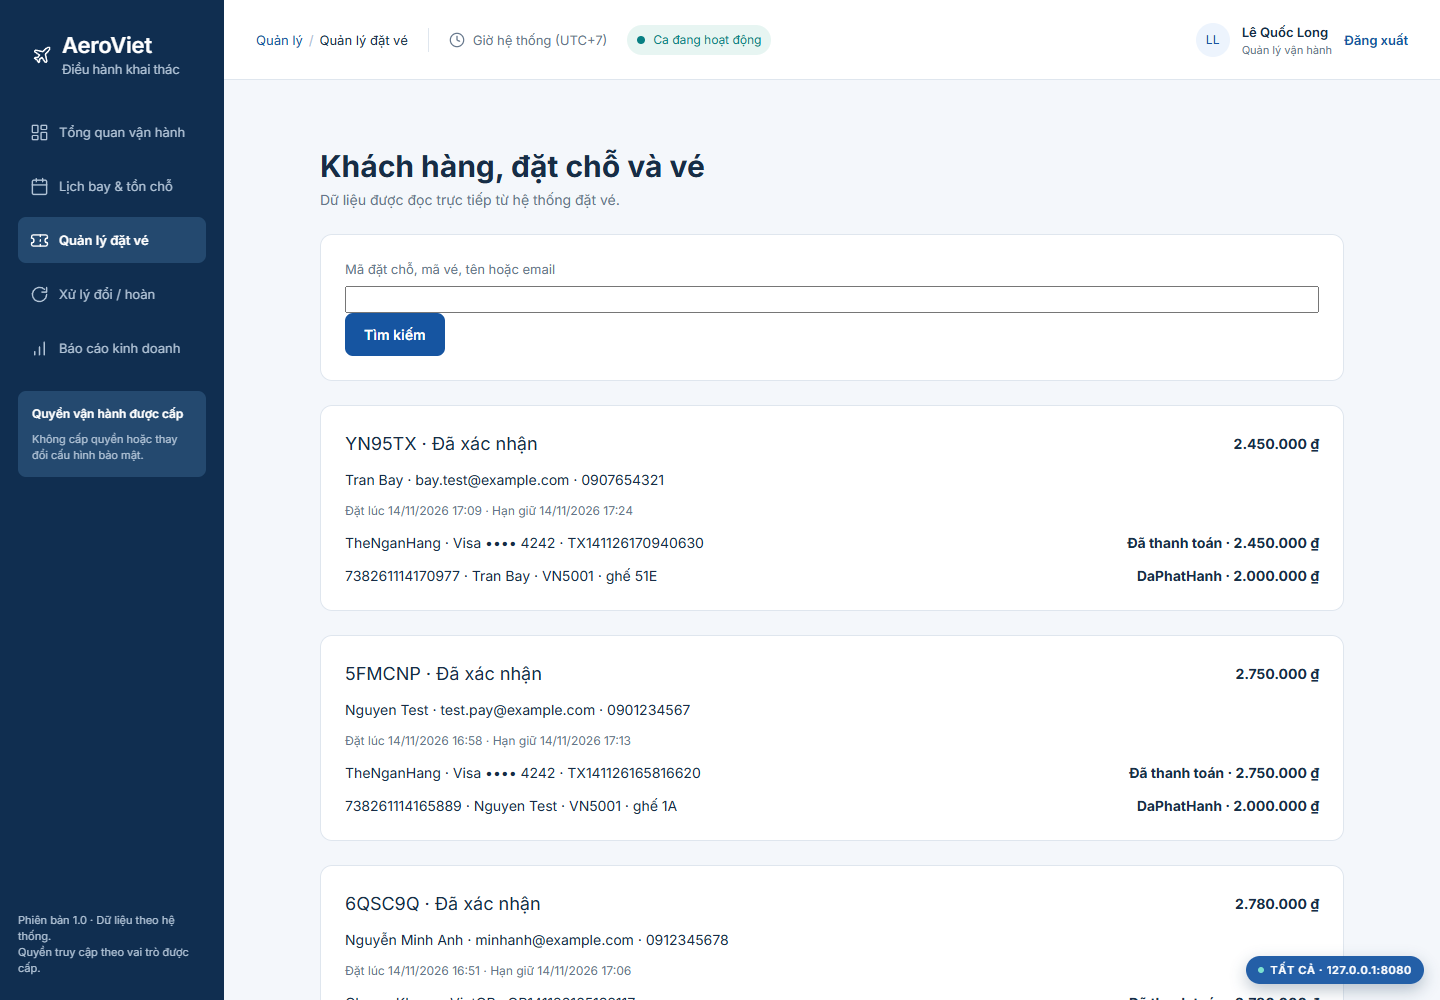 AeroViet
Điều hành khai thác
Tổng quan vận hành
Lịch bay & tồn chỗ
Quản lý đặt vé
Xử lý đổi / hoàn
Báo cáo kinh doanh
Quyền vận hành được cấp
Không cấp quyền hoặc thay
đổi cấu hình bảo mật.
Phiên bản 1.0 · Dữ liệu theo hệ
thống.
Quyền truy cập theo vai trò được
cấp.
Quản lý / Quản lý đặt vé
Giờ hệ thống (UTC+7)
Ca đang hoạt động
LL
Lê Quốc Long
Quản lý vận hành
Đăng xuất
Khách hàng, đặt chỗ và vé
Dữ liệu được đọc trực tiếp từ hệ thống đặt vé.
Mã đặt chỗ, mã vé, tên hoặc email
Tìm kiếm
YN95TX · Đã xác nhận 2.450.000 ₫
Tran Bay · bay.test@example.com · 0907654321
Đặt lúc 14/11/2026 17:09 · Hạn giữ 14/11/2026 17:24
TheNganHang · Visa •••• 4242 · TX141126170940630 Đã thanh toán · 2.450.000 ₫
738261114170977 · Tran Bay · VN5001 · ghế 51E DaPhatHanh · 2.000.000 ₫
5FMCNP · Đã xác nhận 2.750.000 ₫
Nguyen Test · test.pay@example.com · 0901234567
Đặt lúc 14/11/2026 16:58 · Hạn giữ 14/11/2026 17:13
TheNganHang · Visa •••• 4242 · TX141126165816620 Đã thanh toán · 2.750.000 ₫
738261114165889 · Nguyen Test · VN5001 · ghế 1A DaPhatHanh · 2.000.000 ₫
6QSC9Q · Đã xác nhận 2.780.000 ₫
Nguyễn Minh Anh · minhanh@example.com · 0912345678
Đặt lúc 14/11/2026 16:51 · Hạn giữ 14/11/2026 17:06
TẤT CẢ · 127.0.0.1:8080